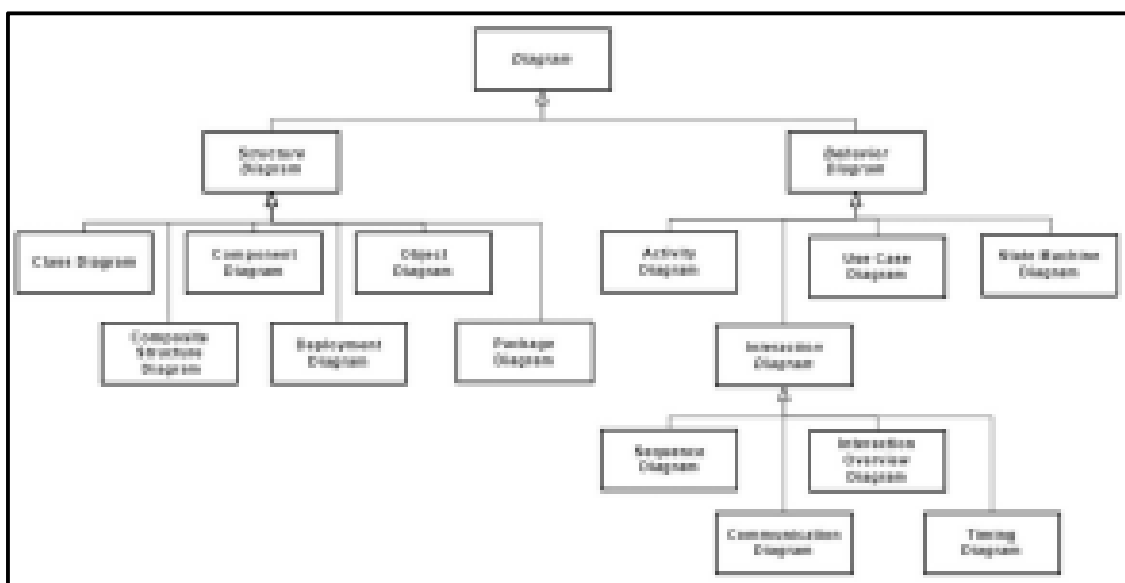 Diagram
Structure
Diagram
Behavior
Diagram
Class Diagram
Component
Diagram
Object
Diagram
Activity
Diagram
Use Case
Diagram
State Machine
Diagram
Composite
Structure
Diagram
Deployment
Diagram
Package
Diagram
Interaction
Diagram
Sequence
Diagram
Interaction
Overview
Diagram
Communication
Diagram
Timing
Diagram